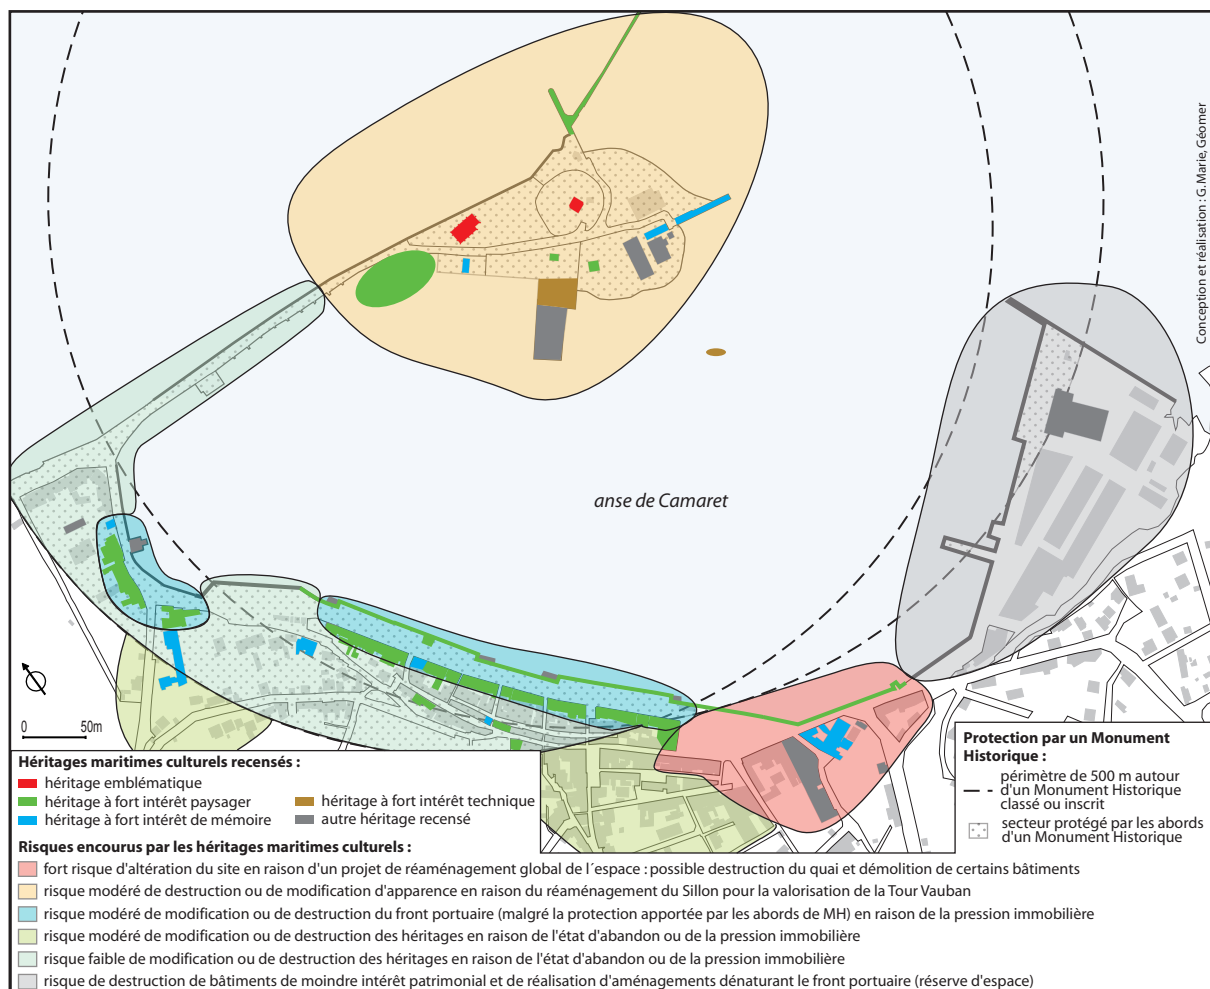 Conception et réalisation : G. Marie, Géomer
anse de Camaret
0 50m
Héritages maritimes culturels recensés :
héritage emblématique
héritage à fort intérêt paysager
héritage à fort intérêt de mémoire
héritage à fort intérêt technique
autre héritage recensé
Protection par un Monument
Historique :
périmètre de 500 m autour
d'un Monument Historique
classé ou inscrit
secteur protégé par les abords
d'un Monument Historique
Risques encourus par les héritages maritimes culturels :
fort risque d'altération du site en raison d'un projet de réaménagement global de l´espace : possible destruction du quai et démolition de certains bâtiments
risque modéré de destruction ou de modification d'apparence en raison du réaménagement du Sillon pour la valorisation de la Tour Vauban
risque modéré de modification ou de destruction du front portuaire (malgré la protection apportée par les abords de MH) en raison de la pression immobilière
risque modéré de modification ou de destruction des héritages en raison de l'état d'abandon ou de la pression immobilière
risque faible de modification ou de destruction des héritages en raison de l'état d'abandon ou de la pression immobilière
risque de destruction de bâtiments de moindre intérêt patrimonial et de réalisation d'aménagements dénaturant le front portuaire (réserve d'espace)